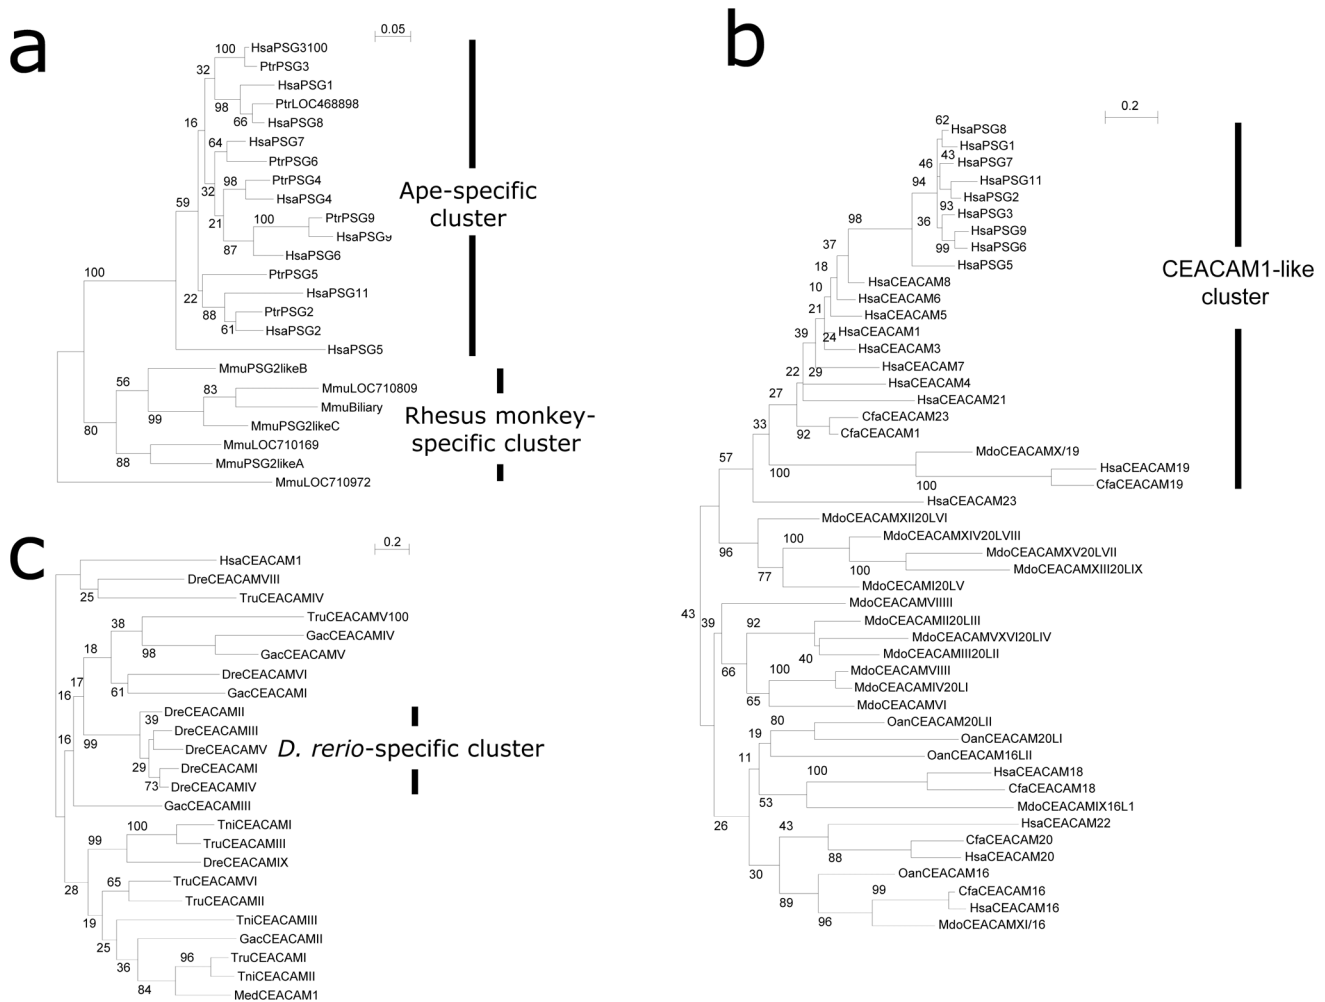 a
0.05
100
HsaPSG3100
PtrPSG3
32
HsaPSG1
98
PtrLOC468898
66
HsaPSG8
16
64
HsaPSG7
PtrPSG6
98
PtrPSG4
32
HsaPSG4
59
21
100
PtrPSG9
HsaPSG9
87
HsaPSG6
PtrPSG5
100
22
HsaPSG11
88
PtrPSG2
61
HsaPSG2
HsaPSG5
Ape-specific
cluster
MmuPSG2likeB
56
83
MmuLOC710809
MmuBiliary
99
MmuPSG2likeC
80
MmuLOC710169
88
MmuPSG2likeA
MmuLOC710972
Rhesus monkey-
specific cluster
b
0.2
62
HsaPSG8
HsaPSG1
43
46
HsaPSG7
94
HsaPSG11
HsaPSG2
93
36
HsaPSG3
98
HsaPSG9
99
HsaPSG6
37
HsaPSG5
18
HsaCEACAM8
10
HsaCEACAM6
21
HsaCEACAM5
39
HsaCEACAM1
24
HsaCEACAM3
22
29
HsaCEACAM7
HsaCEACAM4
27
HsaCEACAM21
CfaCEACAM23
33
92
CfaCEACAM1
57
MdoCEACAMX/19
100
HsaCEACAM19
100
CfaCEACAM19
HsaCEACAM23
CEACAM1-like
cluster
MdoCEACAMXII20LVI
96
100
MdoCEACAMXIV20LVIII
MdoCEACAMXV20LVII
100
MdoCEACAMXIII20LIX
77
MdoCECAMI20LV
43
MdoCEACAMVIIIII
39
92
MdoCEACAMII20LIII
MdoCEACAMVXVI20LIV
40
MdoCEACAMIII20LII
66
100
MdoCEACAMVIIII
MdoCEACAMIV20LI
65
MdoCEACAMVI
80
OanCEACAM20LII
19
OanCEACAM20LI
11
OanCEACAM16LII
100
HsaCEACAM18
CfaCEACAM18
53
MdoCEACAMIX16L1
26
43
HsaCEACAM22
CfaCEACAM20
88
HsaCEACAM20
30
OanCEACAM16
89
99
CfaCEACAM16
HsaCEACAM16
96
MdoCEACAMXI/16
c
0.2
HsaCEACAM1
DreCEACAMVIII
25
TruCEACAMIV
38
TruCEACAMV100
GacCEACAMIV
18
98
GacCEACAMV
17
DreCEACAMVI
61
GacCEACAMI
16
DreCEACAMII
39
DreCEACAMIII
16
99
DreCEACAMV
29
DreCEACAMI
73
DreCEACAMIV
D. rerio-specific cluster
GacCEACAMIII
100
TniCEACAMI
99
TruCEACAMIII
DreCEACAMIX
28
65
TruCEACAMVI
TruCEACAMII
19
TniCEACAMIII
25
GacCEACAMII
36
96
TruCEACAMI
TniCEACAMII
84
MedCEACAM1